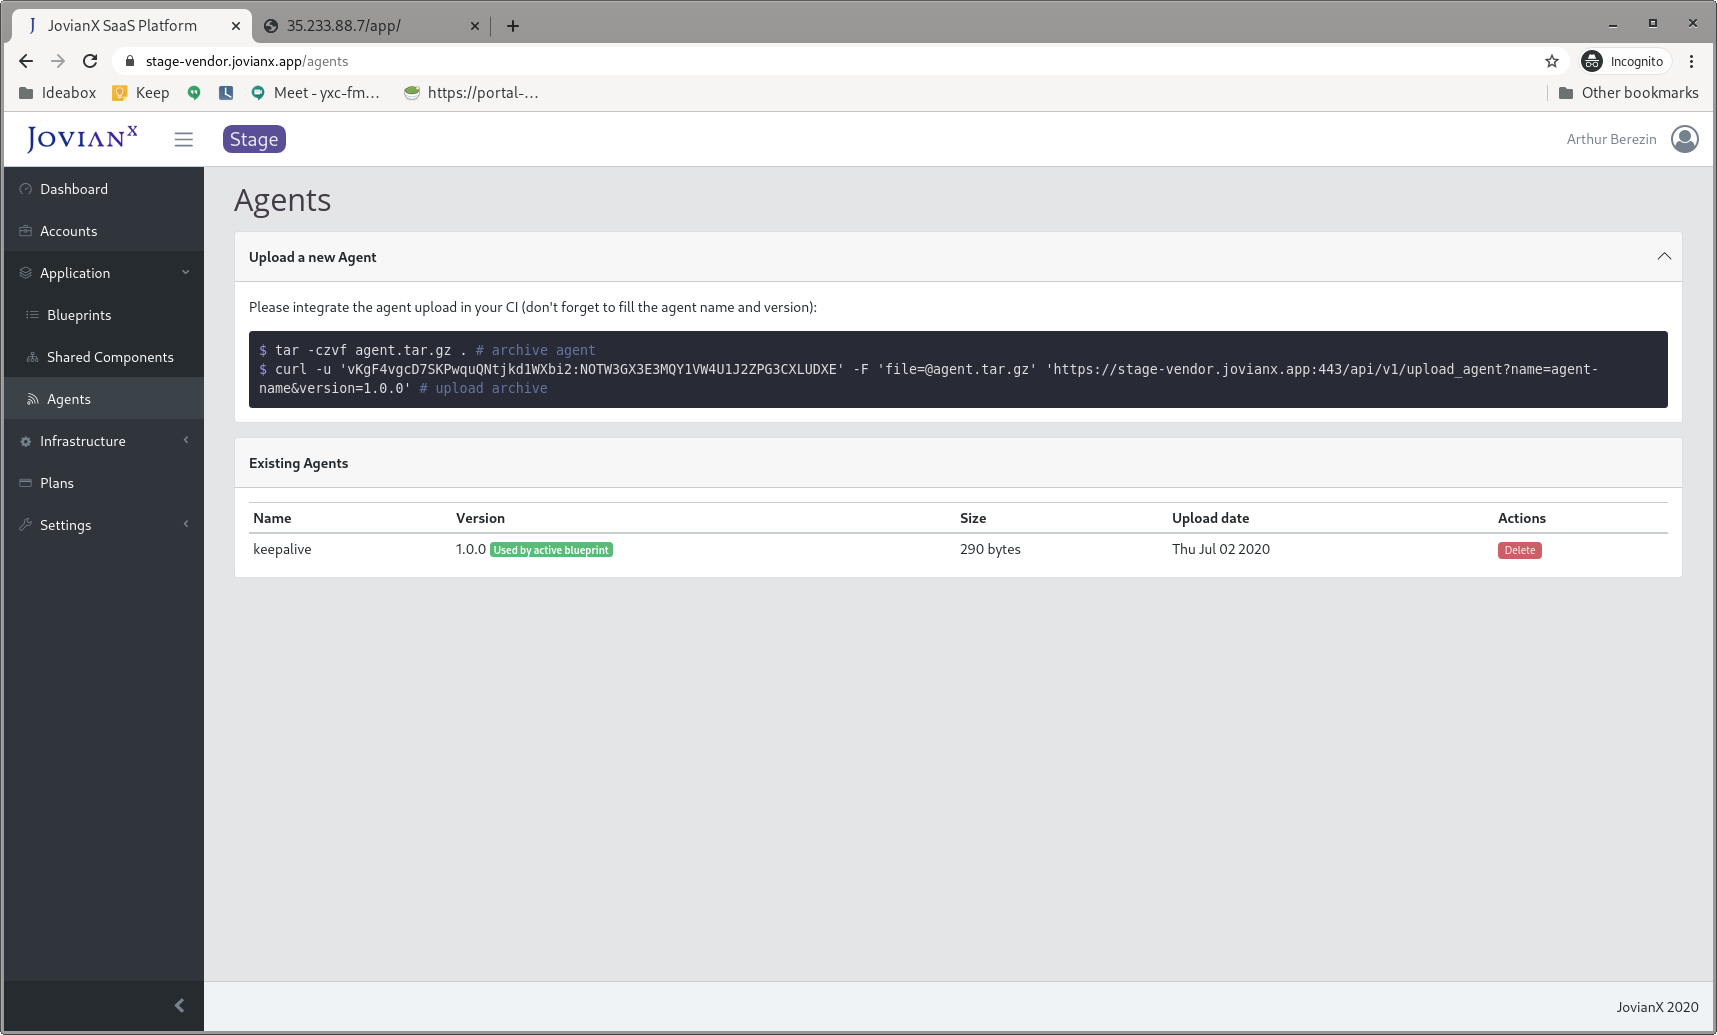 JovianX SaaS Platform
35.233.88.7/app/
stage-vendor.jovianx.app/agents
Incognito
Ideabox
Keep
Meet - yxc-fm...
https://portal-...
Other bookmarks
JOVIANX
Stage
Arthur Berezin
Dashboard
Accounts
Application
Blueprints
Shared Components
Agents
Infrastructure
Plans
Settings
Agents
Upload a new Agent
Please integrate the agent upload in your CI (don't forget to fill the agent name and version):
$ tar -czvf agent.tar.gz . # archive agent
$ curl -u 'vKgF4vgcD7SKPwquQNtjkd1WXbi2:NOTW3GX3E3MQY1VW4U1J2ZPG3CXLUDXE' -F 'file=@agent.tar.gz' 'https://stage-vendor.jovianx.app:443/api/v1/upload_agent?name=agent-
name&version=1.0.0' # upload archive
Existing Agents
Name Version Size Upload date Actions
keepalive 1.0.0 Used by active blueprint 290 bytes Thu Jul 02 2020 Delete
JovianX 2020